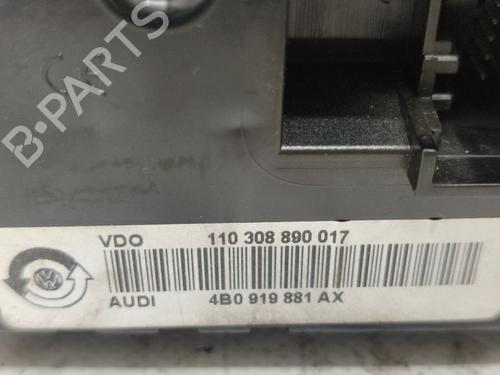 B-PARTS
VDO 110 308 890 017
AUDI 4B0 919 881 AX